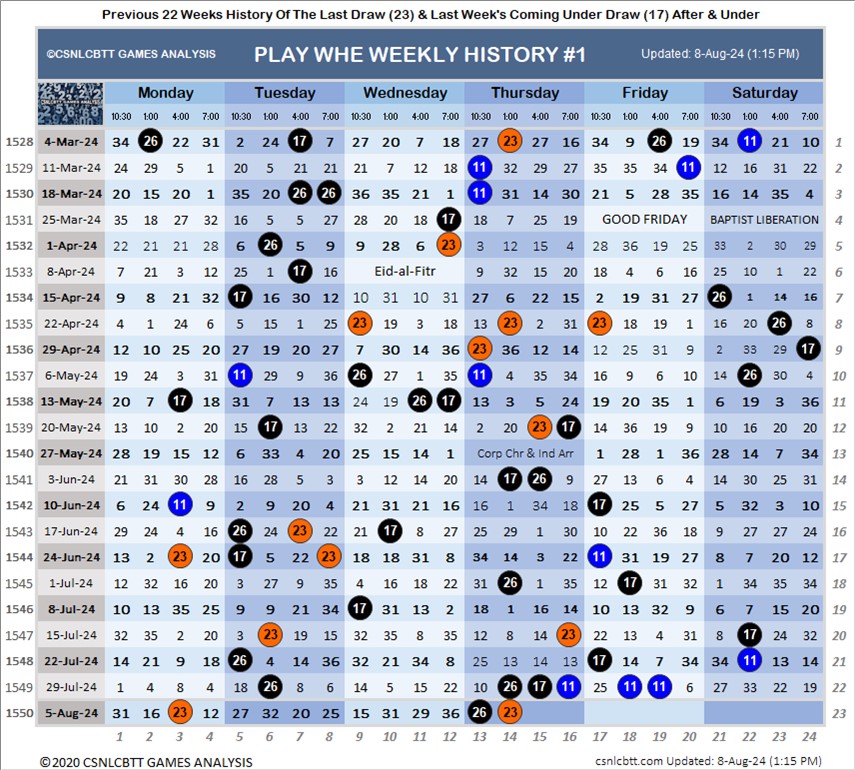 Previous 22 Weeks History Of The Last Draw (23) & Last Week's Coming Under Draw (17) After & Under
©CSNLCBTT GAMES ANALYSIS PLAY WHE WEEKLY HISTORY #1 Updated: 8-Aug-24 (1:15 PM)
CSNLCBTT GAMES ANALYSIS Monday Tuesday Wednesday Thursday Friday Saturday
10:30 1:00 4:00 7:00 10:30 1:00 4:00 7:00 10:30 1:00 4:00 7:00 10:30 1:00 4:00 7:00 10:30 1:00 4:00 7:00 10:30 1:00 4:00 7:00
1528 4-Mar-24 34 26 22 31 2 24 17 7 27 20 7 18 27 23 27 16 34 9 26 19 34 11 21 10 1
1529 11-Mar-24 24 29 5 1 20 5 21 21 21 7 12 18 11 32 29 27 35 35 34 11 12 16 31 22 2
1530 18-Mar-24 20 15 20 1 35 20 26 26 36 35 21 1 11 31 14 30 21 5 28 35 16 14 35 4 3
1531 25-Mar-24 35 18 27 32 16 5 5 27 28 20 18 17 18 7 25 19 GOOD FRIDAY BAPTIST LIBERATION 4
1532 1-Apr-24 22 21 21 28 6 26 5 9 9 28 6 23 3 12 15 15 28 36 19 25 33 2 30 29 5
1533 8-Apr-24 7 21 3 12 25 1 17 16 Eid-al-Fitr 9 32 15 20 18 4 6 16 25 10 1 22 6
1534 15-Apr-24 9 8 21 32 17 16 30 12 10 31 10 31 27 6 22 15 2 19 31 27 26 1 14 16 7
1535 22-Apr-24 4 1 24 6 5 15 1 25 23 19 3 18 13 23 2 31 23 18 19 1 16 20 23 8 8
1536 29-Apr-24 12 10 25 20 27 19 20 27 7 30 14 36 23 36 12 14 12 25 31 9 2 33 29 17 9
1537 6-May-24 19 24 3 31 11 29 9 36 26 27 1 35 11 4 35 34 16 9 6 10 16 26 30 4 10
1538 13-May-24 20 7 17 18 31 7 13 13 24 19 26 17 13 3 5 24 19 20 35 1 6 19 3 36 11
1539 20-May-24 13 10 2 20 15 17 13 22 32 2 21 14 2 20 23 17 14 36 19 9 10 16 20 20 12
1540 27-May-24 28 19 15 12 6 33 4 20 25 15 14 1 Corp Chr & Ind Arr 1 28 1 36 28 14 7 34 13
1541 3-Jun-24 21 31 30 28 16 28 5 3 3 12 14 20 14 17 26 9 27 13 6 4 14 30 25 31 14
1542 10-Jun-24 6 24 11 9 2 9 20 4 21 31 21 16 16 1 34 18 17 25 5 27 5 32 3 10 15
1543 17-Jun-24 29 24 4 16 26 24 23 22 21 17 8 27 25 29 1 30 10 22 36 18 9 27 27 24 16
1544 24-Jun-24 13 2 23 20 17 5 22 23 18 18 31 8 34 14 3 22 11 31 19 27 8 7 20 12 17
1545 1-Jul-24 12 32 16 20 3 27 9 35 4 16 18 22 31 26 1 35 12 17 31 18 1 34 35 34 18
1546 8-Jul-24 10 13 35 25 9 9 21 34 17 31 13 2 18 1 16 14 10 13 32 9 6 7 15 20 19
1547 15-Jul-24 32 35 2 20 3 23 19 15 32 35 8 35 12 8 14 23 22 13 4 31 8 17 24 32 20
1548 22-Jul-24 14 21 9 18 26 4 14 36 32 21 34 8 25 13 14 13 17 14 7 34 34 11 13 14 21
1549 29-Jul-24 1 4 8 4 18 26 8 6 14 5 15 22 10 26 17 11 25 11 11 6 27 33 22 19 22
1550 5-Aug-24 31 16 23 12 27 32 20 25 15 31 29 36 26 23 23
1 2 3 4 5 6 7 8 9 10 11 12 13 14 15 16 17 18 19 20 21 22 23 24
©2020 CSNLCBTT GAMES ANALYSIS csnlcbtt.com Updated: 8-Aug-24 (1:15 PM)